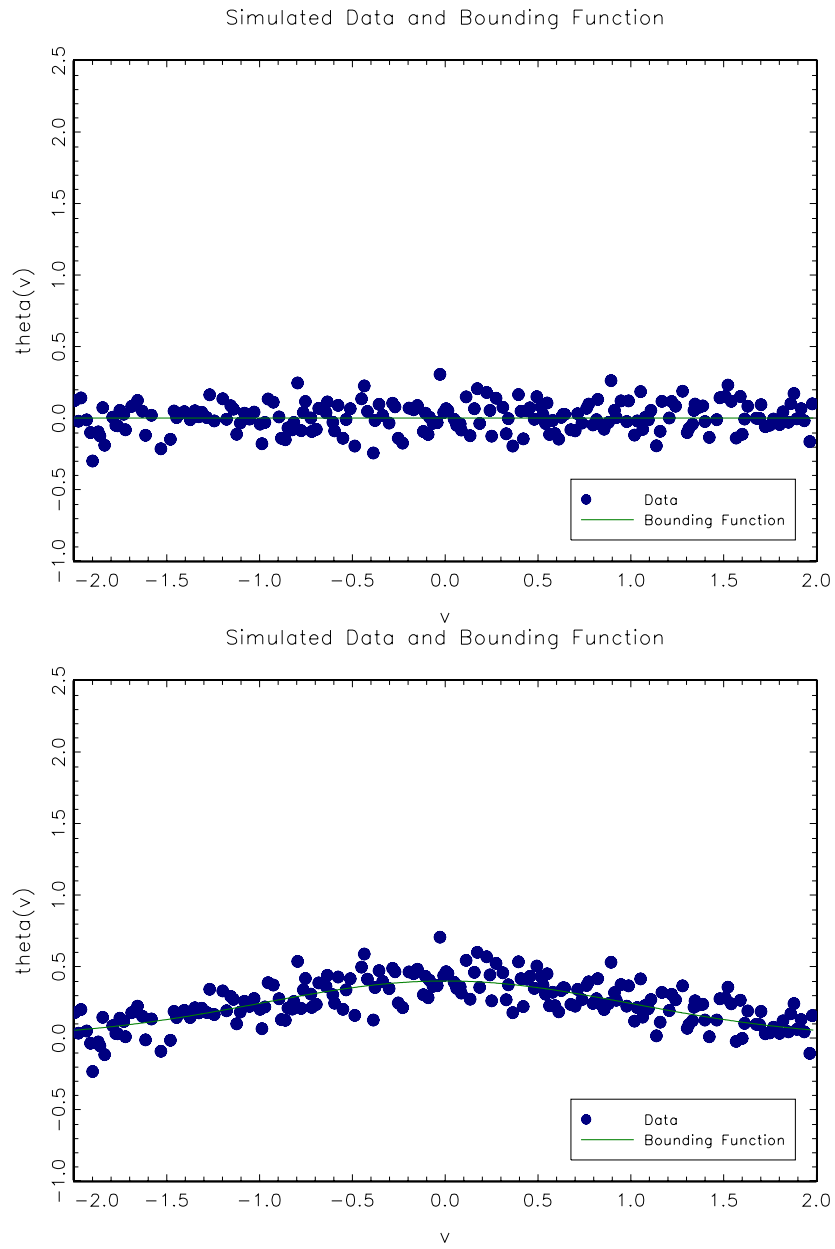 Simulated Data and Bounding Function
2.5
2.0
1.5
1.0
0.5
0.0
−0.5
−1.0
theta(v)
Data
Bounding Function
−2.0 −1.5 −1.0 −0.5 0.0 0.5 1.0 1.5 2.0
v
Simulated Data and Bounding Function
2.5
2.0
1.5
1.0
0.5
0.0
−0.5
−1.0
theta(v)
Data
Bounding Function
−2.0 −1.5 −1.0 −0.5 0.0 0.5 1.0 1.5 2.0
v